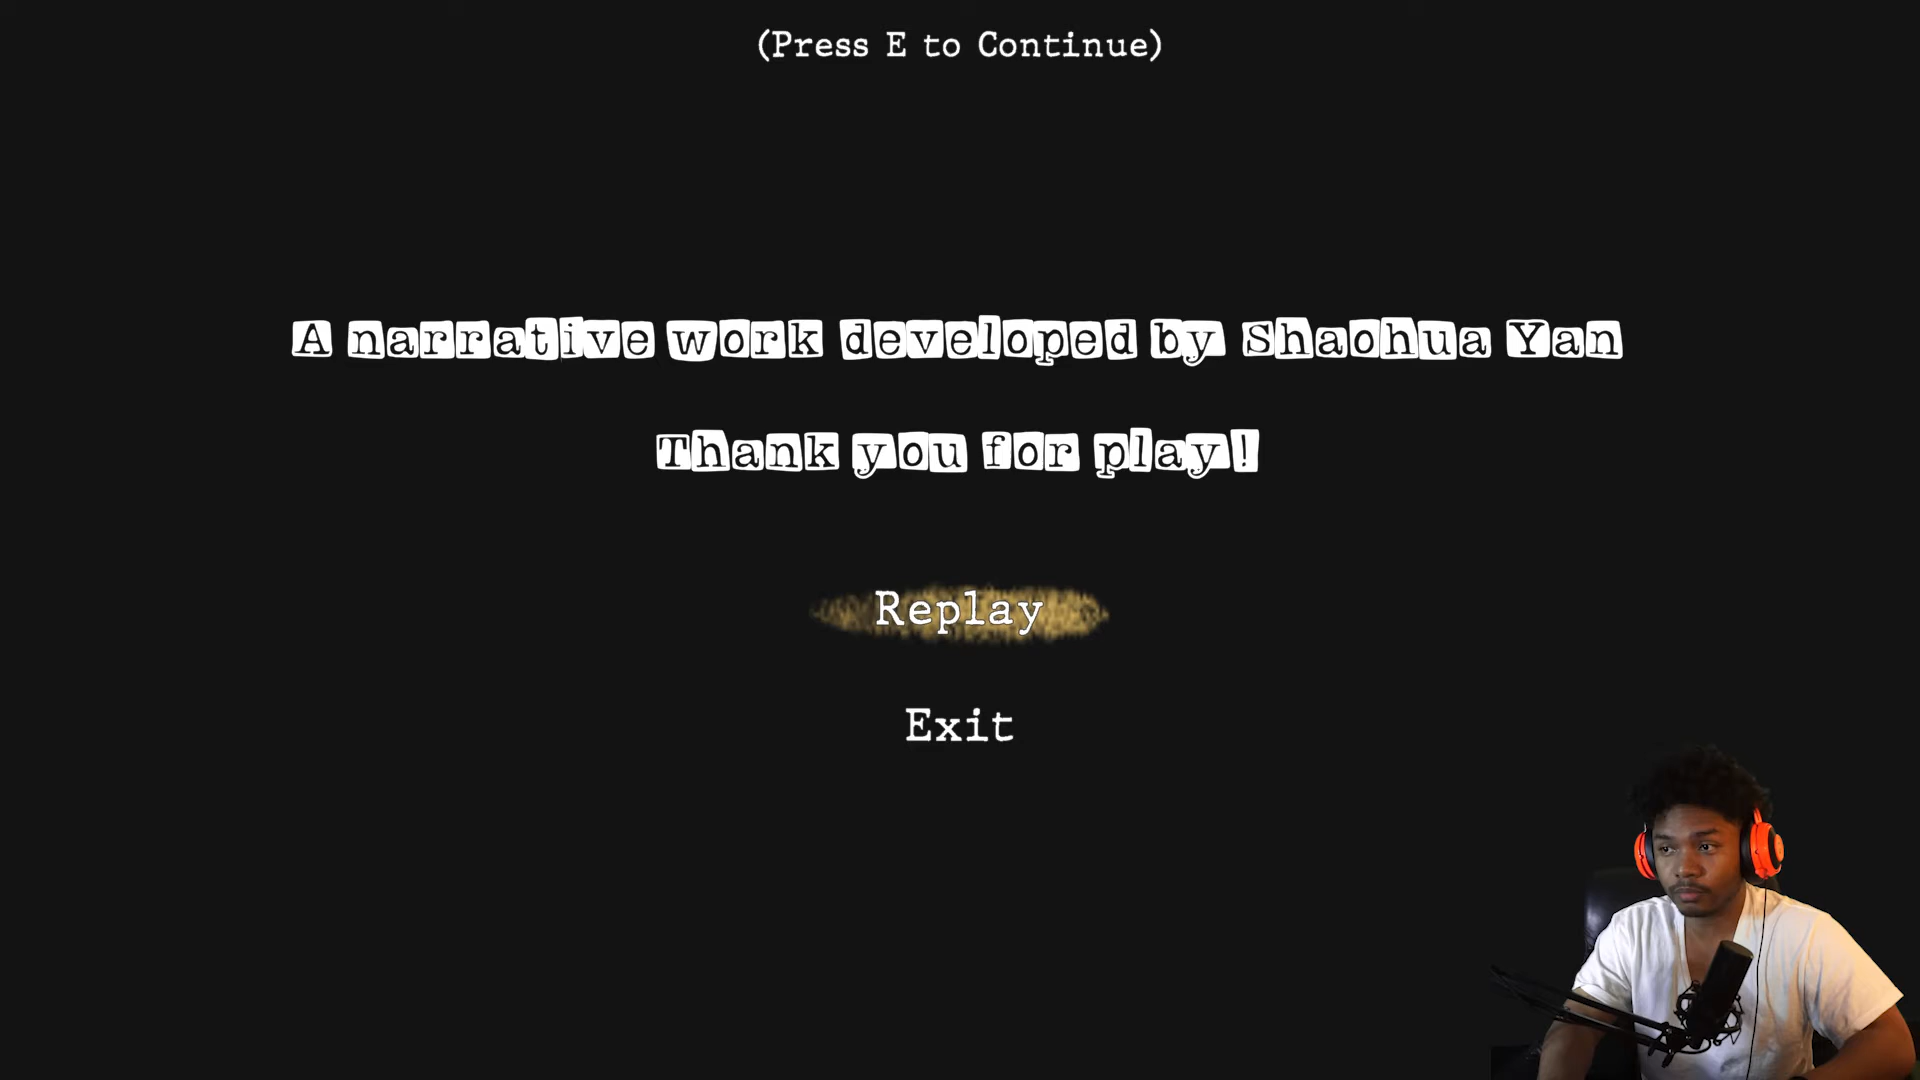 (Press E to Continue)
A narrative work developed by Shaohua Yan
Thank you for play!
Replay
Exit